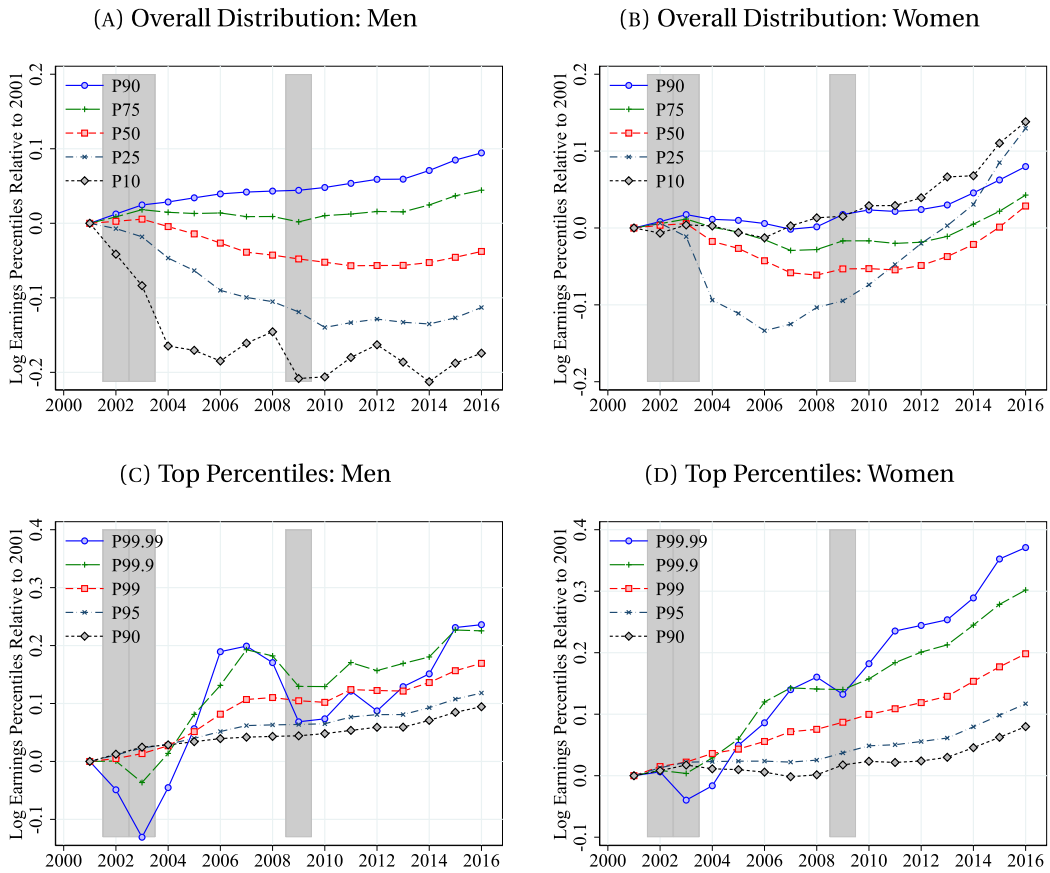 (A) Overall Distribution: Men
Log Earnings Percentiles Relative to 2001
0.2
0.1
0.0
-0.1
-0.2
P90
P75
P50
P25
P10
2000 2002 2004 2006 2008 2010 2012 2014 2016
(B) Overall Distribution: Women
Log Earnings Percentiles Relative to 2001
0.2
0.1
0.0
-0.1
-0.2
P90
P75
P50
P25
P10
2000 2002 2004 2006 2008 2010 2012 2014 2016
(C) Top Percentiles: Men
Log Earnings Percentiles Relative to 2001
0.4
0.3
0.2
0.1
0.0
-0.1
P99.99
P99.9
P99
P95
P90
2000 2002 2004 2006 2008 2010 2012 2014 2016
(D) Top Percentiles: Women
Log Earnings Percentiles Relative to 2001
0.4
0.3
0.2
0.1
0.0
-0.1
P99.99
P99.9
P99
P95
P90
2000 2002 2004 2006 2008 2010 2012 2014 2016